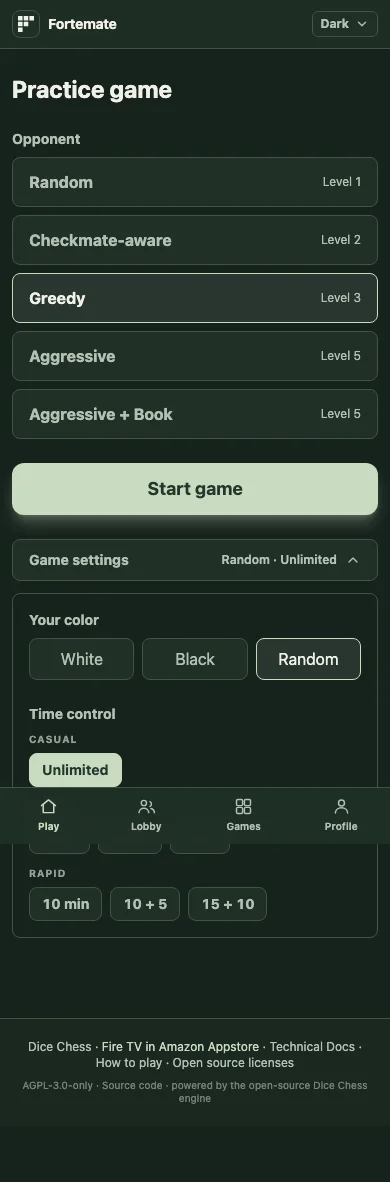 Fortemate
Dark
Practice game
Opponent
Random Level 1
Checkmate-aware Level 2
Greedy Level 3
Aggressive Level 5
Aggressive + Book Level 5
Start game
Game settings Random · Unlimited
Your color
White Black Random
Time control
CASUAL
Unlimited
Play Lobby Games Profile
RAPID
10 min 10 + 5 15 + 10
Dice Chess · Fire TV in Amazon Appstore · Technical Docs ·
How to play · Open source licenses
AGPL-3.0-only · Source code · powered by the open-source Dice Chess
engine